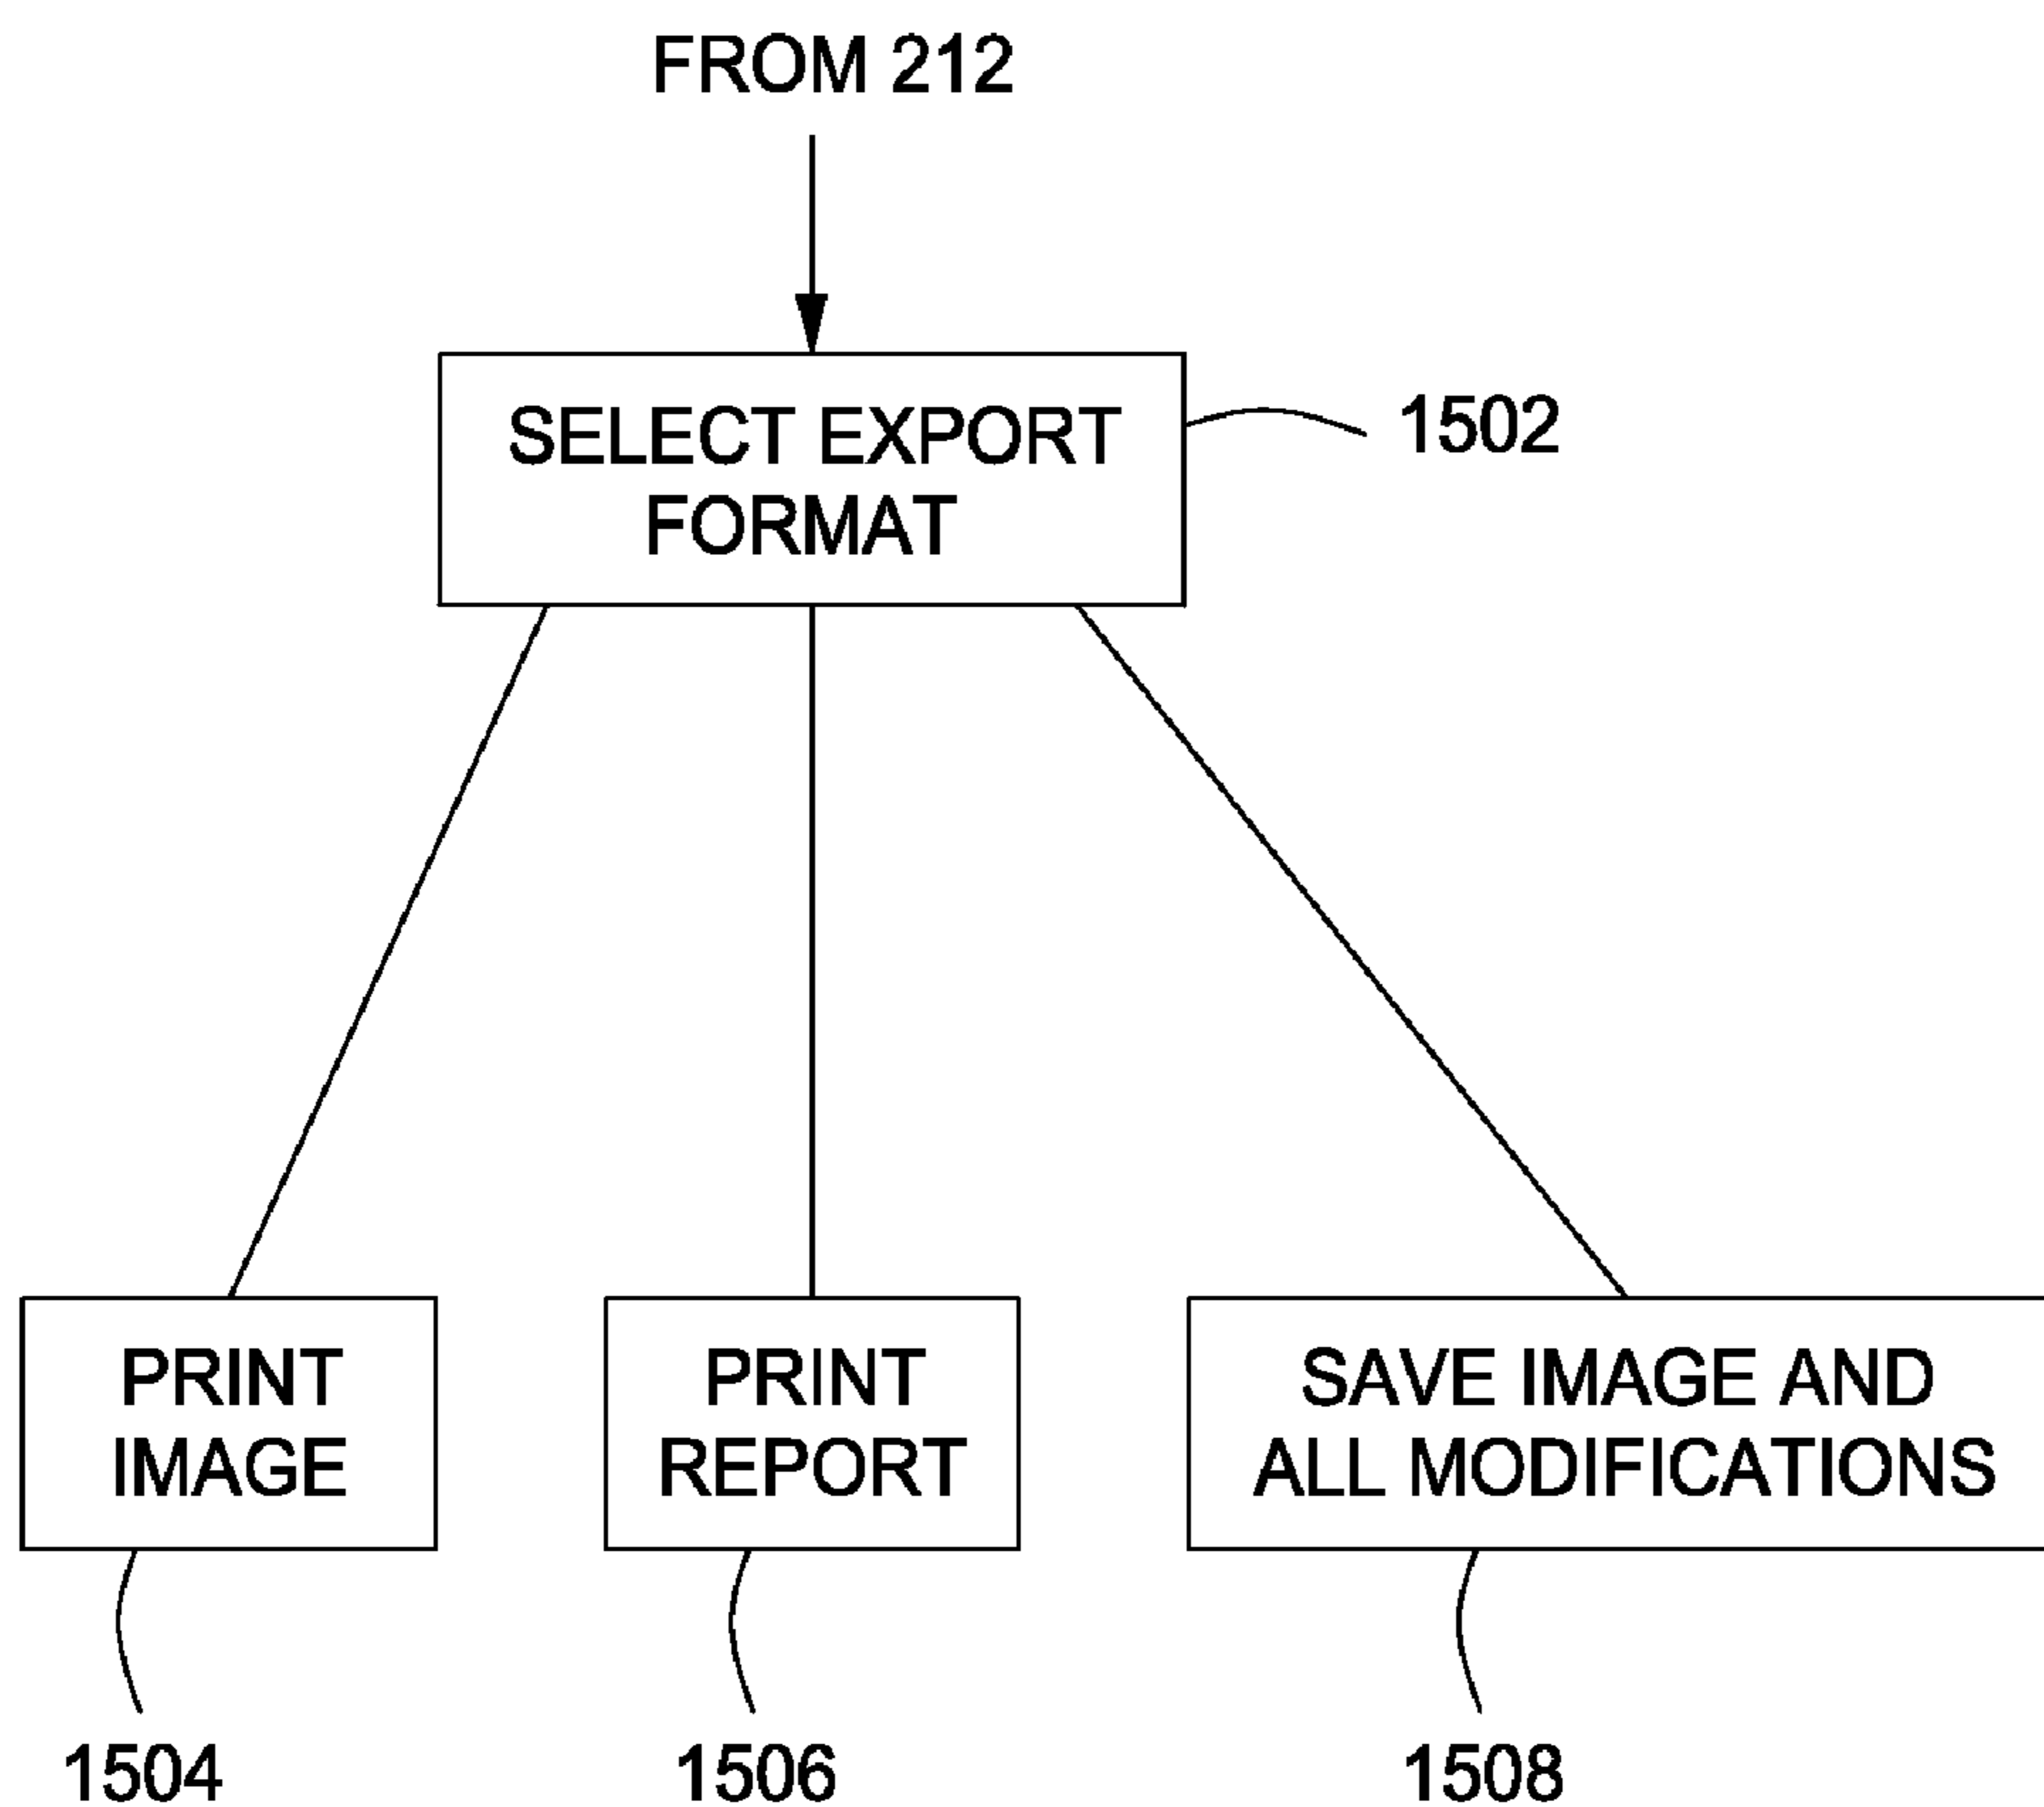 FROM 212
SELECT EXPORT
FORMAT
1502
PRINT
IMAGE
PRINT
REPORT
SAVE IMAGE AND
ALL MODIFICATIONS
1504
1506
1508